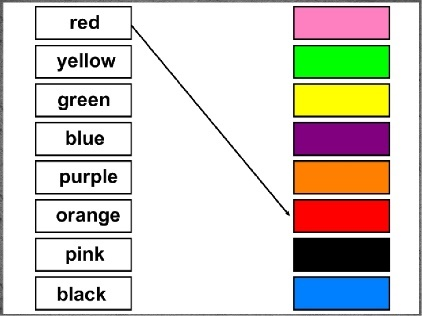 red
yellow
green
blue
purple
orange
pink
black